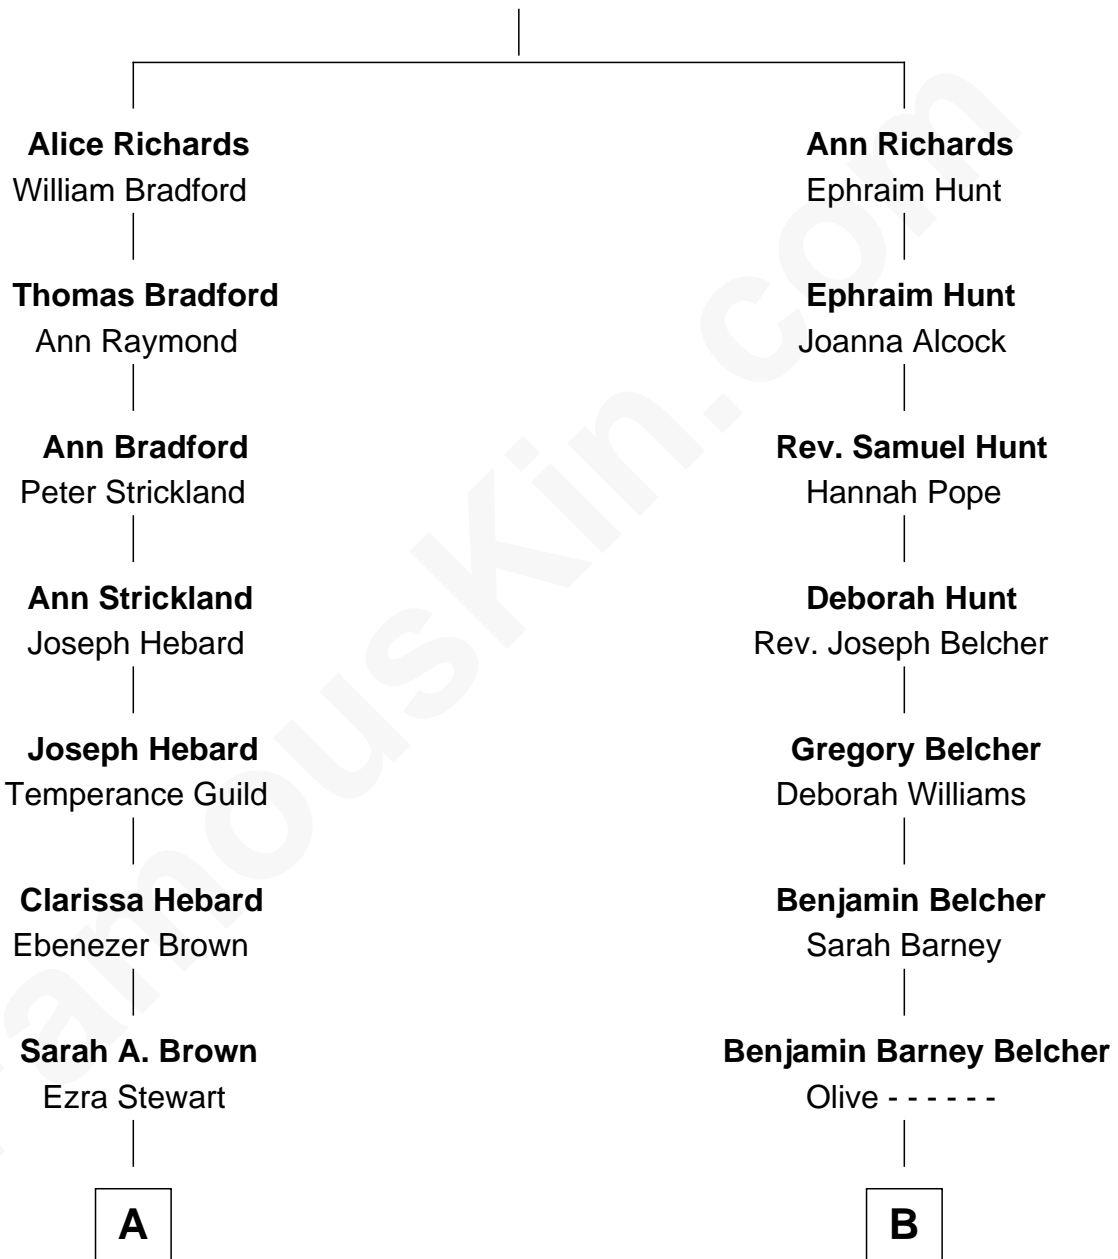 Alice Richards
William Bradford
Thomas Bradford
Ann Raymond
Ann Bradford
Peter Strickland
Ann Strickland
Joseph Hebard
Joseph Hebard
Temperance Guild
Clarissa Hebard
Ebenezer Brown
Sarah A. Brown
Ezra Stewart
A
Ann Richards
Ephraim Hunt
Ephraim Hunt
Joanna Alcock
Rev. Samuel Hunt
Hannah Pope
Deborah Hunt
Rev. Joseph Belcher
Gregory Belcher
Deborah Williams
Benjamin Belcher
Sarah Barney
Benjamin Barney Belcher
Olive - - - - - -
B
FamousKin.com